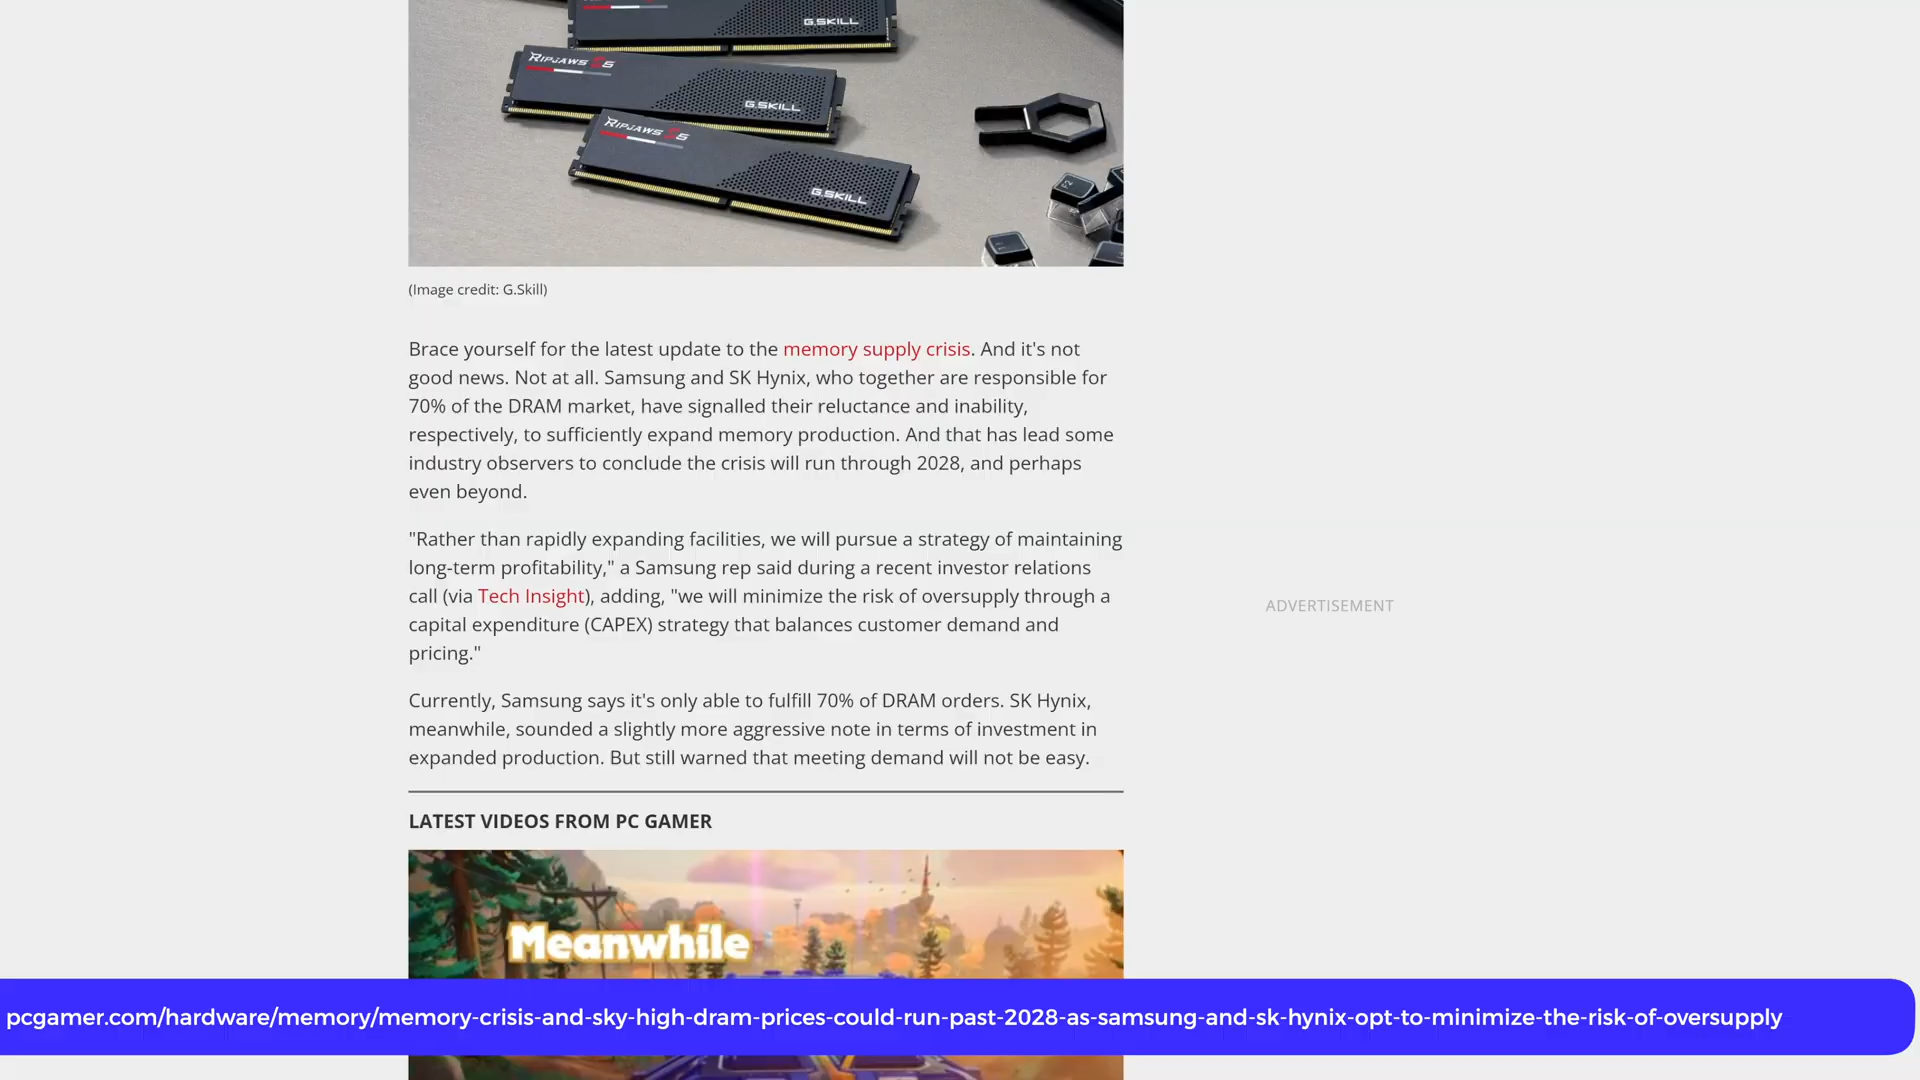 G.SKILL
RIPJAWS S5
G.SKILL
RIPJAWS S5
G.SKILL
F2
(Image credit: G.Skill)
Brace yourself for the latest update to the memory supply crisis. And it's not
good news. Not at all. Samsung and SK Hynix, who together are responsible for
70% of the DRAM market, have signalled their reluctance and inability,
respectively, to sufficiently expand memory production. And that has lead some
industry observers to conclude the crisis will run through 2028, and perhaps
even beyond.
"Rather than rapidly expanding facilities, we will pursue a strategy of maintaining
long-term profitability," a Samsung rep said during a recent investor relations
call (via Tech Insight), adding, "we will minimize the risk of oversupply through a
capital expenditure (CAPEX) strategy that balances customer demand and
pricing."
ADVERTISEMENT
Currently, Samsung says it's only able to fulfill 70% of DRAM orders. SK Hynix,
meanwhile, sounded a slightly more aggressive note in terms of investment in
expanded production. But still warned that meeting demand will not be easy.
LATEST VIDEOS FROM PC GAMER
Meanwhile
pcgamer.com/hardware/memory/memory-crisis-and-sky-high-dram-prices-could-run-past-2028-as-samsung-and-sk-hynix-opt-to-minimize-the-risk-of-oversupply